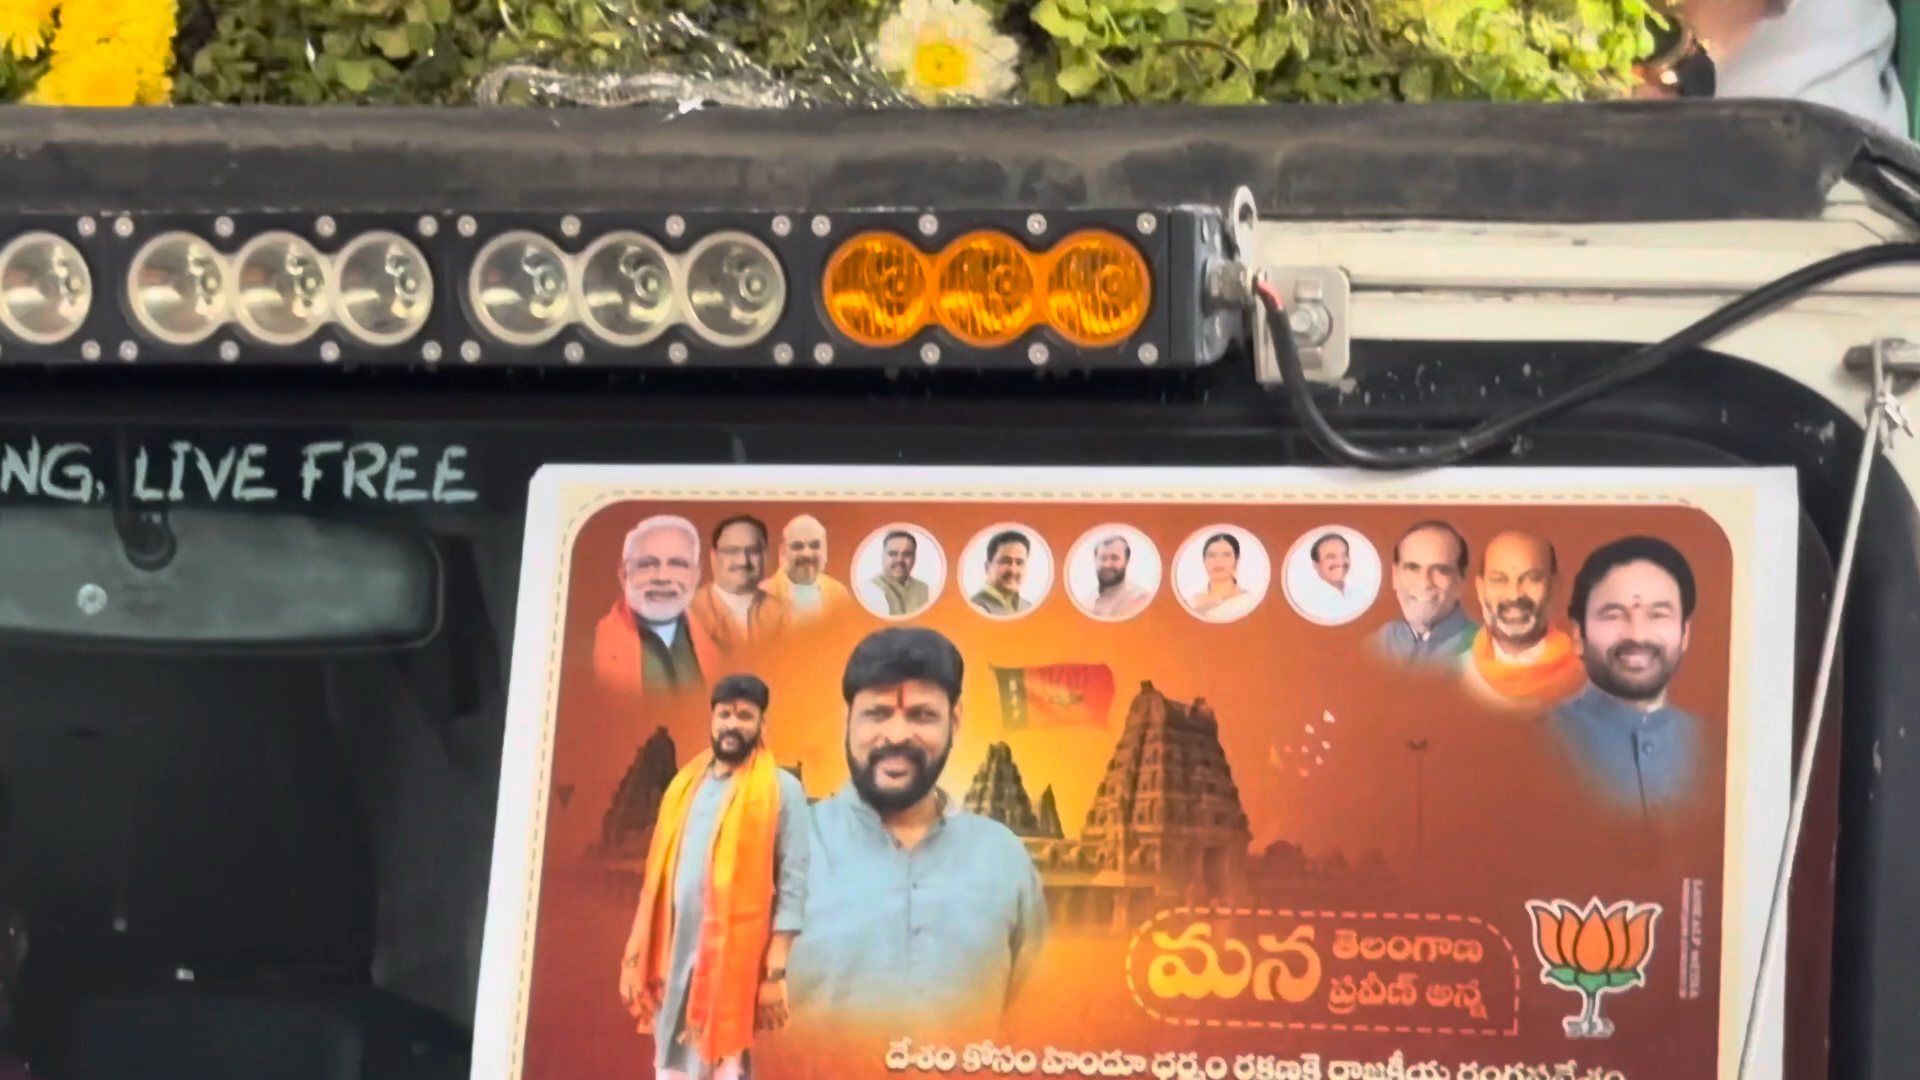 NG, LIVE FREE
మన
తెలంగాణ
ప్రవీణ్ అన్న
దేశం కోసం హిందూ ధర్మం రక్షణకై రాజకీయ రంగప్రవేశం